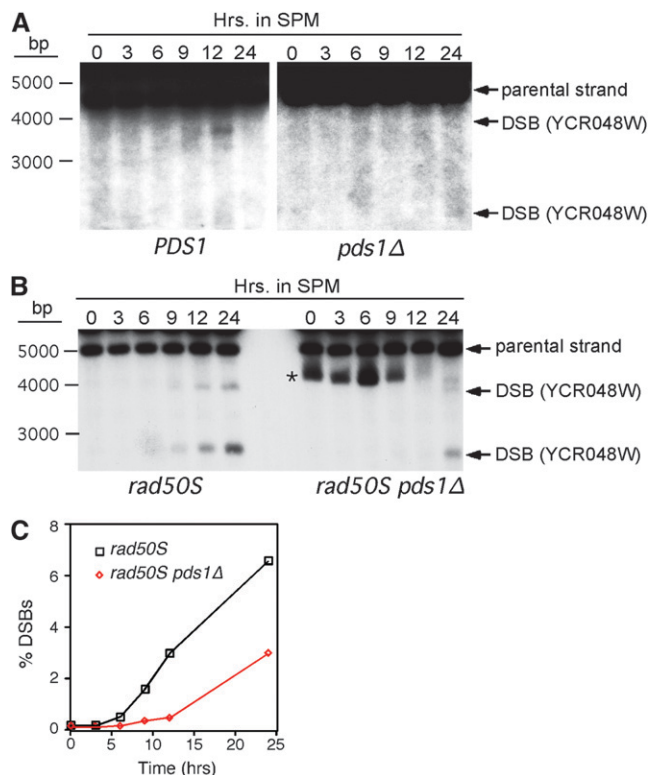 A
Hrs. in SPM
bp
0 3 6 9 12 24
0 3 6 9 12 24
5000
4000
3000
parental strand
DSB (YCR048W)
DSB (YCR048W)
PDS1
pds1Δ
B
Hrs. in SPM
bp
0 3 6 9 12 24
0 3 6 9 12 24
5000
4000
3000
*
parental strand
DSB (YCR048W)
DSB (YCR048W)
rad50S
rad50S pds1Δ
C
8
6
4
2
0
% DSBs
rad50S
rad50S pds1Δ
0 5 10 15 20 25
Time (hrs)